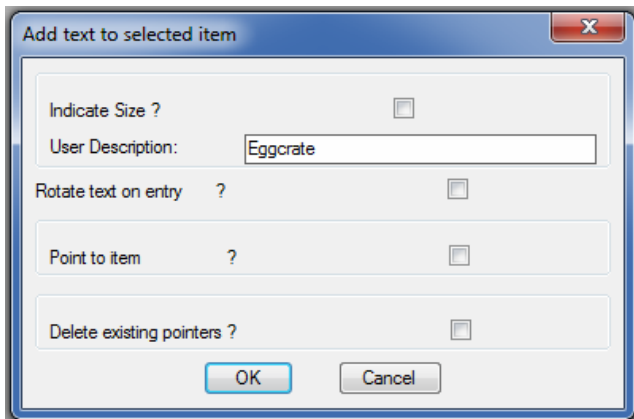 Add text to selected item
Indicate Size ?
User Description: Eggcrate
Rotate text on entry ?
Point to item ?
Delete existing pointers ?
OK Cancel